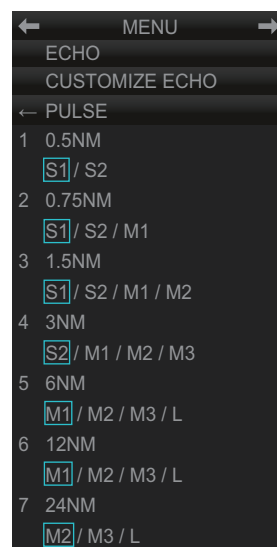 ← MENU →
ECHO
CUSTOMIZE ECHO
← PULSE
1 0.5NM
S1 / S2
2 0.75NM
S1 / S2 / M1
3 1.5NM
S1 / S2 / M1 / M2
4 3NM
S2 / M1 / M2 / M3
5 6NM
M1 / M2 / M3 / L
6 12NM
M1 / M2 / M3 / L
7 24NM
M2 / M3 / L